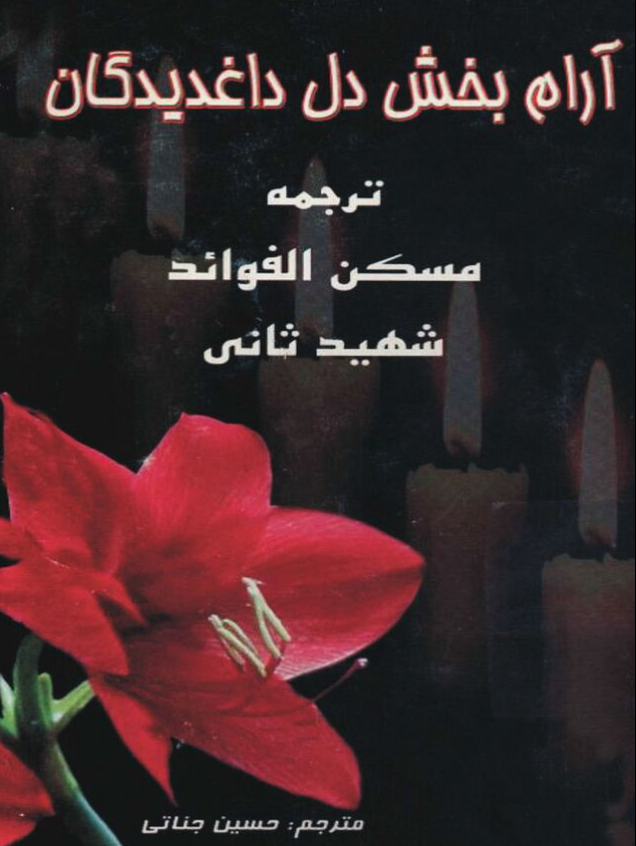 آرام بخش دل داغدیدگان
ترجمه
مسکن الفوائد
شهید ثانی
مترجم: حسین جناتی